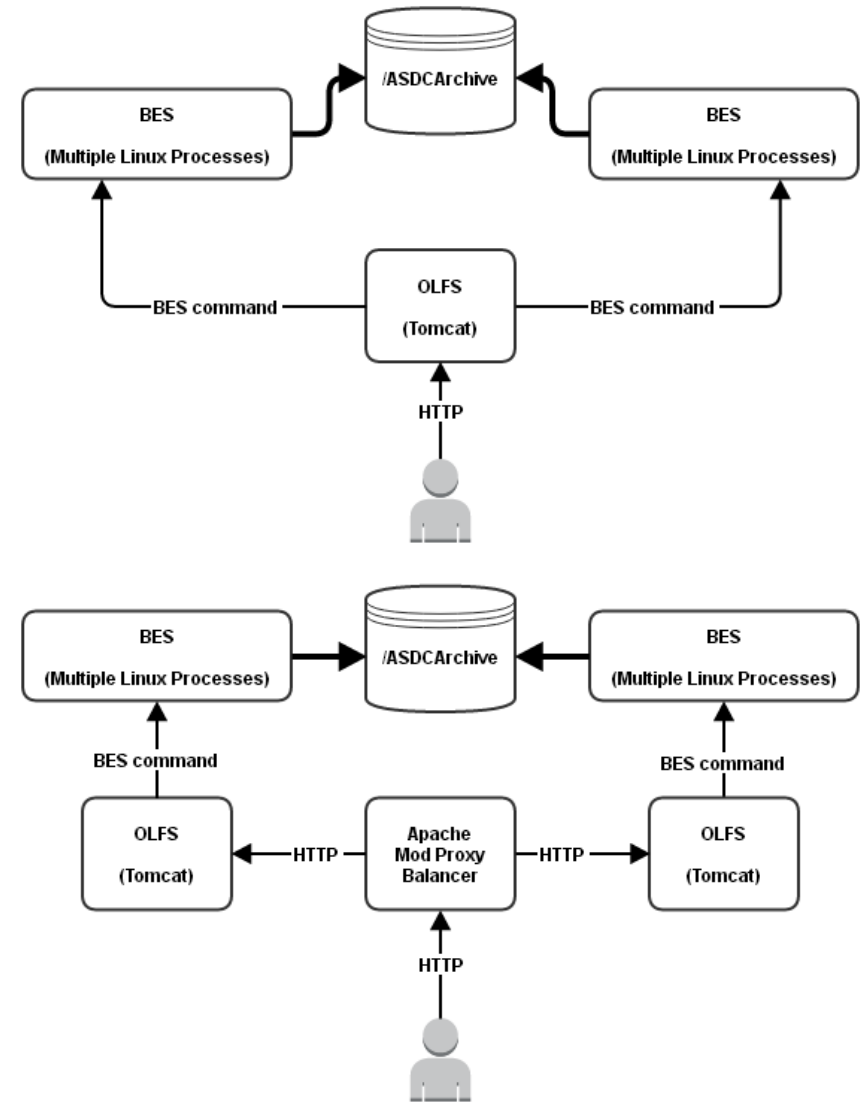 /ASDCArchive
BES
(Multiple Linux Processes)
BES
(Multiple Linux Processes)
OLFS
(Tomcat)
BES command
BES command
HTTP
/ASDCArchive
BES
(Multiple Linux Processes)
BES
(Multiple Linux Processes)
BES command
BES command
OLFS
(Tomcat)
HTTP
Apache
Mod Proxy
Balancer
HTTP
OLFS
(Tomcat)
HTTP